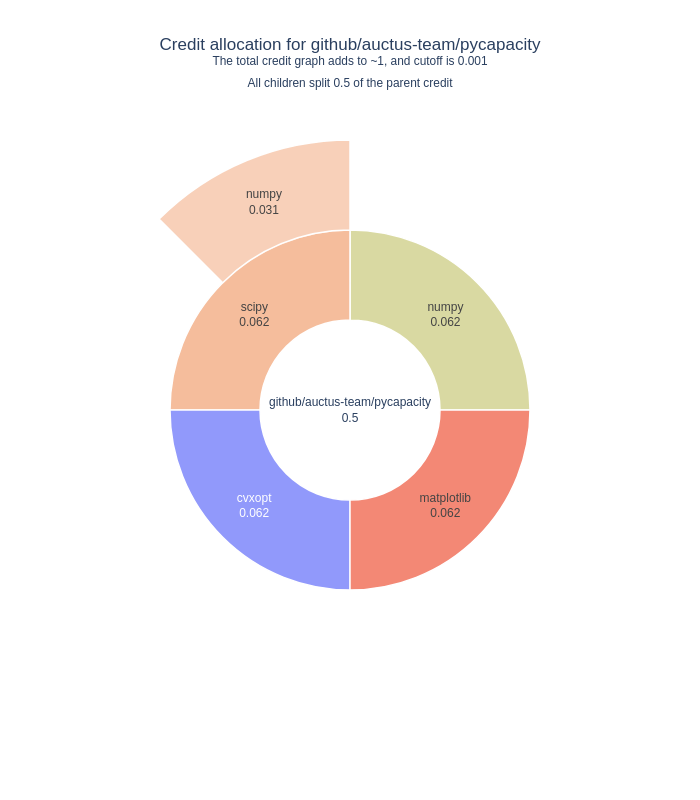 Credit allocation for github/auctus-team/pycapacity
The total credit graph adds to ~1, and cutoff is 0.001
All children split 0.5 of the parent credit
numpy
0.031
scipy
0.062
numpy
0.062
github/auctus-team/pycapacity
0.5
cvxopt
0.062
matplotlib
0.062